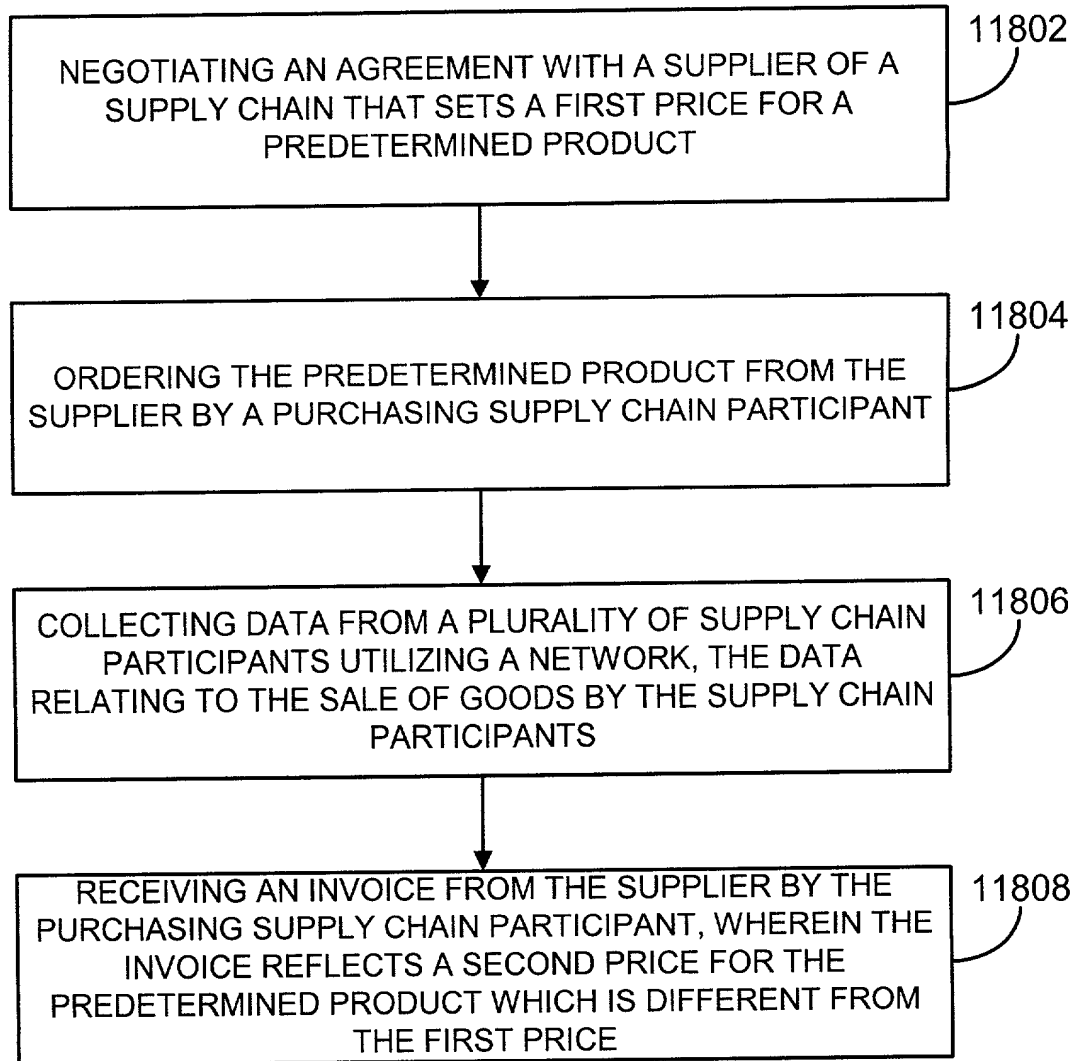 11802
NEGOTIATING AN AGREEMENT WITH A SUPPLIER OF A
SUPPLY CHAIN THAT SETS A FIRST PRICE FOR A
PREDETERMINED PRODUCT
11804
ORDERING THE PREDETERMINED PRODUCT FROM THE
SUPPLIER BY A PURCHASING SUPPLY CHAIN PARTICIPANT
11806
COLLECTING DATA FROM A PLURALITY OF SUPPLY CHAIN
PARTICIPANTS UTILIZING A NETWORK, THE DATA
RELATING TO THE SALE OF GOODS BY THE SUPPLY CHAIN
PARTICIPANTS
11808
RECEIVING AN INVOICE FROM THE SUPPLIER BY THE
PURCHASING SUPPLY CHAIN PARTICIPANT, WHEREIN THE
INVOICE REFLECTS A SECOND PRICE FOR THE
PREDETERMINED PRODUCT WHICH IS DIFFERENT FROM
THE FIRST PRICE